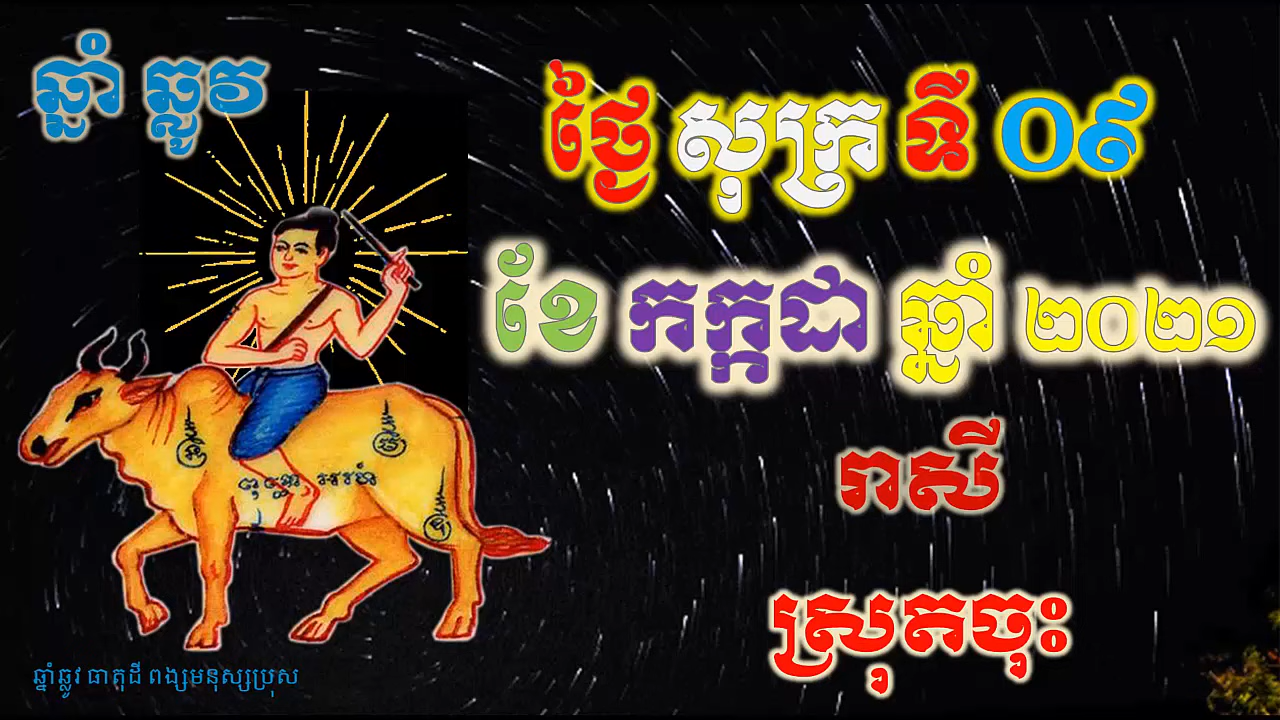 ឆ្នាំ ឆ្លូវ
ថ្ងៃ សុក្រ ទី ០៩
ខែ កក្កដា ឆ្នាំ ២០២១
រាសី
ស្រុតចុះ
ឆ្នាំឆ្លូវ ធាតុដី ពង្សមនុស្សប្រុស